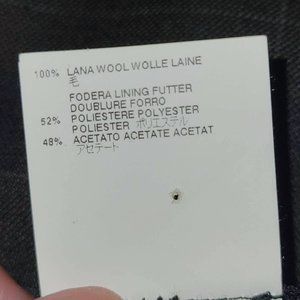 100% LANA WOOL WOLLE LAINE
毛
FODERA LINING FUTTER
DOUBLURE FORRO
52% POLIESTERE POLYESTER
POLIESTER ポリエステル
48% ACETATO ACETATE ACETAT
アセテート